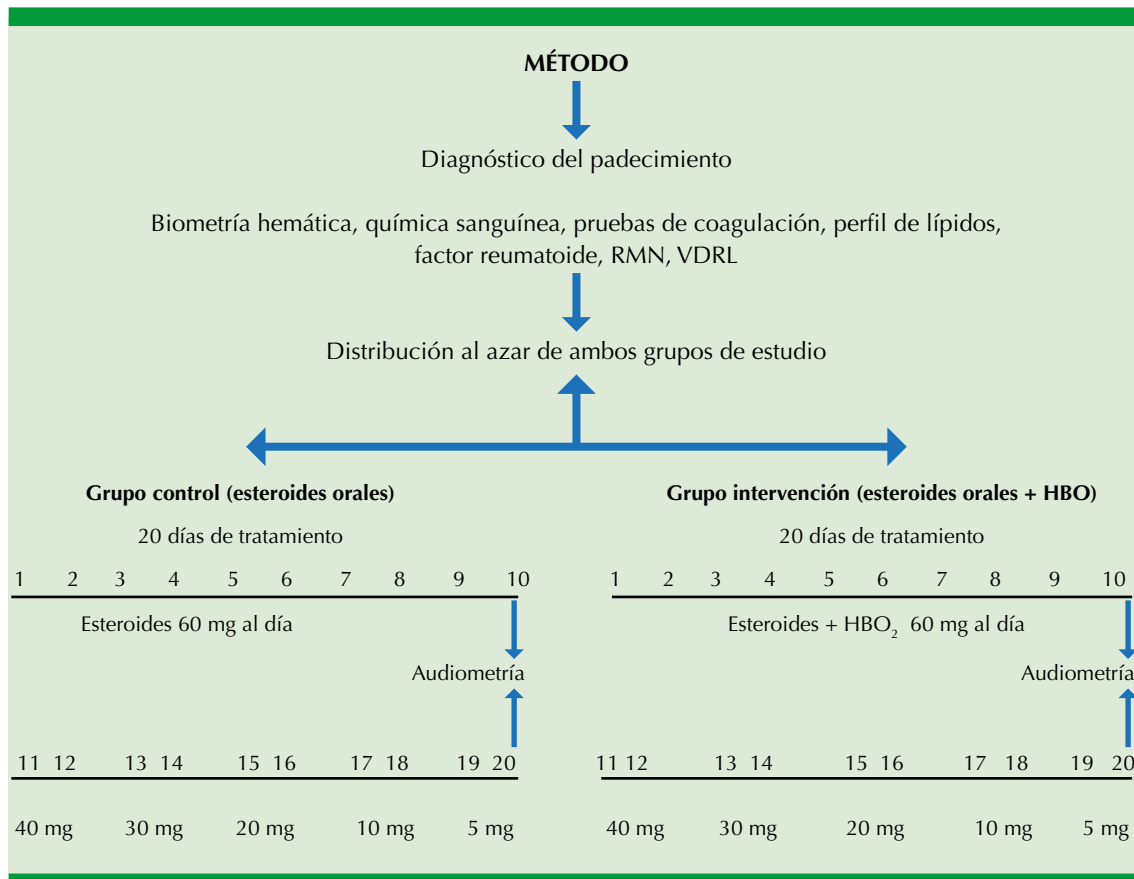 MÉTODO
Diagnóstico del padecimiento
Biometría hemática, química sanguínea, pruebas de coagulación, perfil de lípidos,
factor reumatoide, RMN, VDRL
Distribución al azar de ambos grupos de estudio
Grupo control (esteroides orales)
20 días de tratamiento
1 2 3 4 5 6 7 8 9 10
Esteroides 60 mg al día
Audiometría
11 12 13 14 15 16 17 18 19 20
40 mg 30 mg 20 mg 10 mg 5 mg
Grupo intervención (esteroides orales + HBO)
20 días de tratamiento
1 2 3 4 5 6 7 8 9 10
Esteroides + HBO₂ 60 mg al día
Audiometría
11 12 13 14 15 16 17 18 19 20
40 mg 30 mg 20 mg 10 mg 5 mg